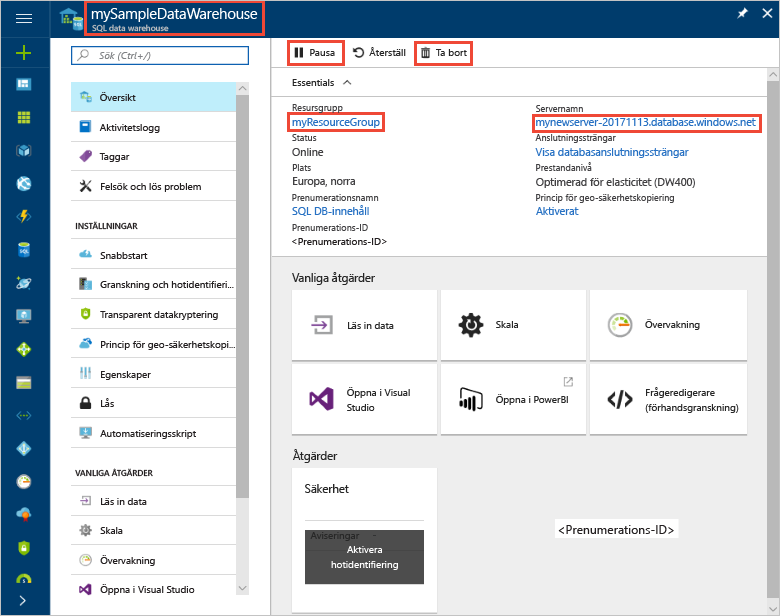 mySampleDataWarehouse
SQL data warehouse
Sök (Ctrl+/)
Översikt
Aktivitetslogg
Taggar
Felsök och lös problem
INSTÄLLNINGAR
Snabbstart
Granskning och hotidentifieri...
Transparent datakryptering
Princip för geo-säkerhetskopi...
Egenskaper
Lås
Automatiseringsskript
VANLIGA ÅTGÄRDER
Läs in data
Skala
Övervakning
Öppna i Visual Studio
Pausa
Återställ
Ta bort
Essentials
Resursgrupp
myResourceGroup
Status
Online
Plats
Europa, norra
Prenumerationsnamn
SQL DB-innehåll
Prenumerations-ID
<Prenumerations-ID>
Servernamn
mynewserver-20171113.database.windows.net
Anslutningssträngar
Visa databasanslutningssträngar
Prestandanivå
Optimerad för elasticitet (DW400)
Princip för geo-säkerhetskopiering
Aktiverat
Vanliga åtgärder
Läs in data
Skala
Övervakning
Öppna i Visual
Studio
Öppna i PowerBI
Frågeredigerare
(förhandsgranskning)
Åtgärder
Säkerhet
Aviseringar
Aktivera
hotidentifiering
<Prenumerations-ID>